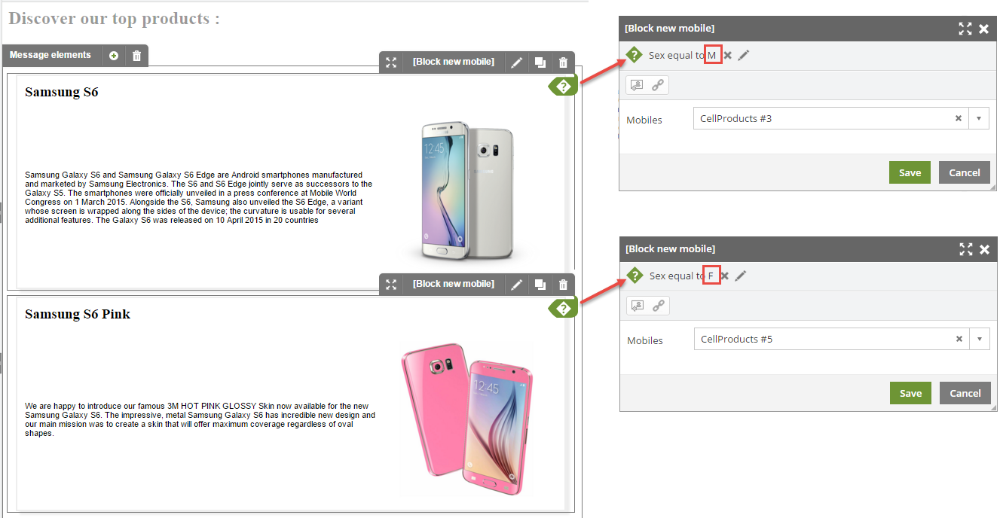 Discover our top products :
Message elements
[Block new mobile]
Samsung S6
12:45
SAMSUNG
Samsung Galaxy S6 and Samsung Galaxy S6 Edge are Android smartphones manufactured
and marketed by Samsung Electronics. The S6 and S6 Edge jointly serve as successors to the
Galaxy S5. The smartphones were officially unveiled in a press conference at Mobile World
Congress on 1 March 2015. Alongside the S6, Samsung also unveiled the S6 Edge, a variant
whose screen is wrapped along the sides of the device; the curvature is usable for several
additional features. The Galaxy S6 was released on 10 April 2015 in 20 countries
[Block new mobile]
Samsung S6 Pink
12:45
We are happy to introduce our famous 3M HOT PINK GLOSSY Skin now available for the new
Samsung Galaxy S6. The impressive, metal Samsung Galaxy S6 has incredible new design and
our main mission was to create a skin that will offer maximum coverage regardless of oval
shapes.
[Block new mobile]
Sex equal to M
Mobiles
CellProducts #3
Save
Cancel
[Block new mobile]
Sex equal to F
Mobiles
CellProducts #5
Save
Cancel